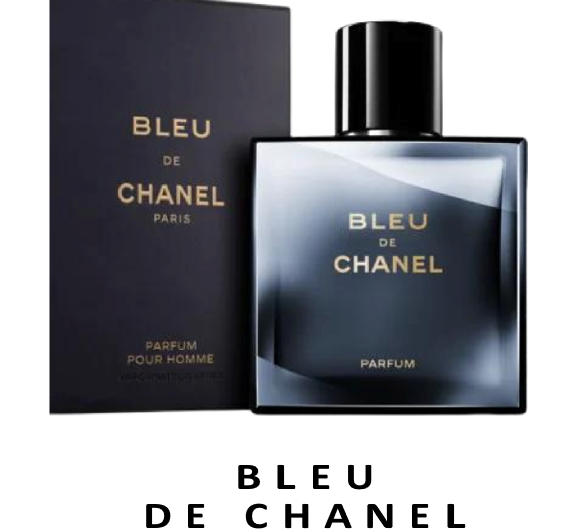 BLEU
DE
CHANEL
PARIS
PARFUM
POUR HOMME
BLEU
DE
CHANEL
PARFUM
BLEU
DE CHANEL